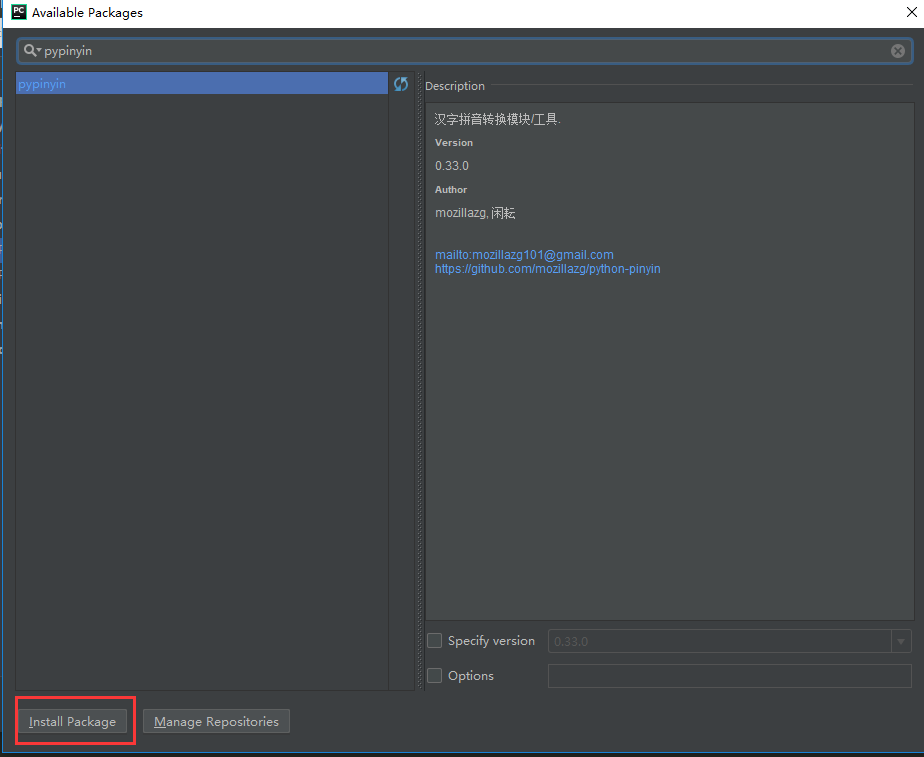 PC Available Packages
pypinyin
pypinyin
Description
汉字拼音转换模块/工具.
Version
0.33.0
Author
mozillazg, 闲耘
mailto:mozillazg101@gmail.com
https://github.com/mozillazg/python-pinyin
Specify version 0.33.0
Options
Install Package Manage Repositories